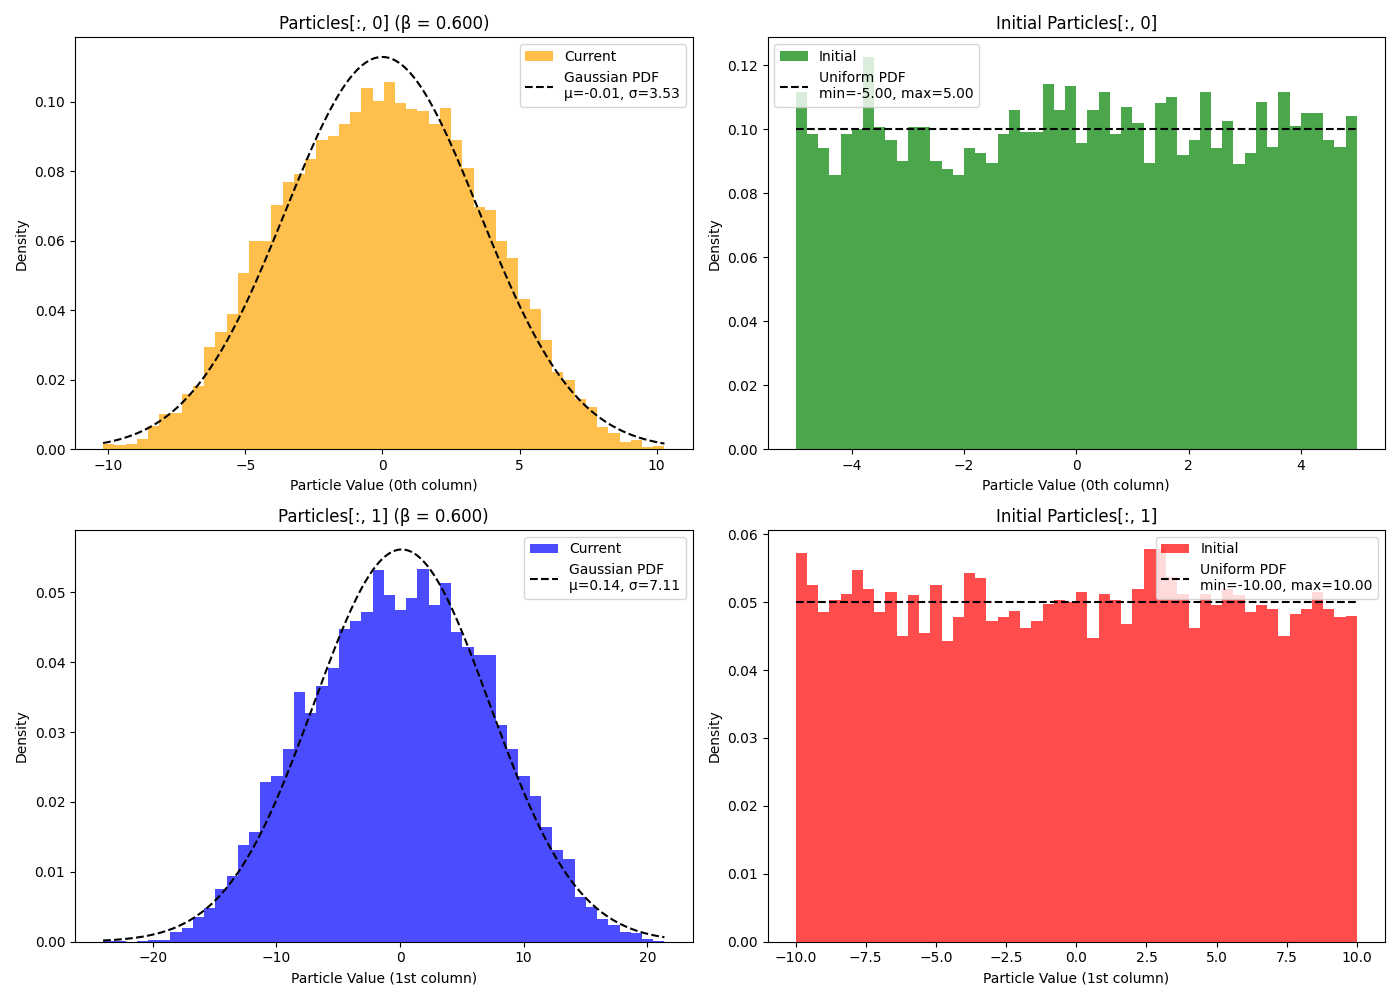 Particles[:, 0] (β = 0.600)
Current
Gaussian PDF
μ=-0.01, σ=3.53
0.10
0.08
0.06
0.04
0.02
0.00
Density
−10
−5
0
5
10
Particle Value (0th column)
Initial Particles[:, 0]
Initial
Uniform PDF
min=-5.00, max=5.00
0.12
0.10
0.08
0.06
0.04
0.02
0.00
Density
−4
−2
0
2
4
Particle Value (0th column)
Particles[:, 1] (β = 0.600)
Current
Gaussian PDF
μ=0.14, σ=7.11
0.05
0.04
0.03
0.02
0.01
0.00
Density
−20
−10
0
10
20
Particle Value (1st column)
Initial Particles[:, 1]
Initial
Uniform PDF
min=-10.00, max=10.00
0.06
0.05
0.04
0.03
0.02
0.01
0.00
Density
−10.0
−7.5
−5.0
−2.5
0.0
2.5
5.0
7.5
10.0
Particle Value (1st column)